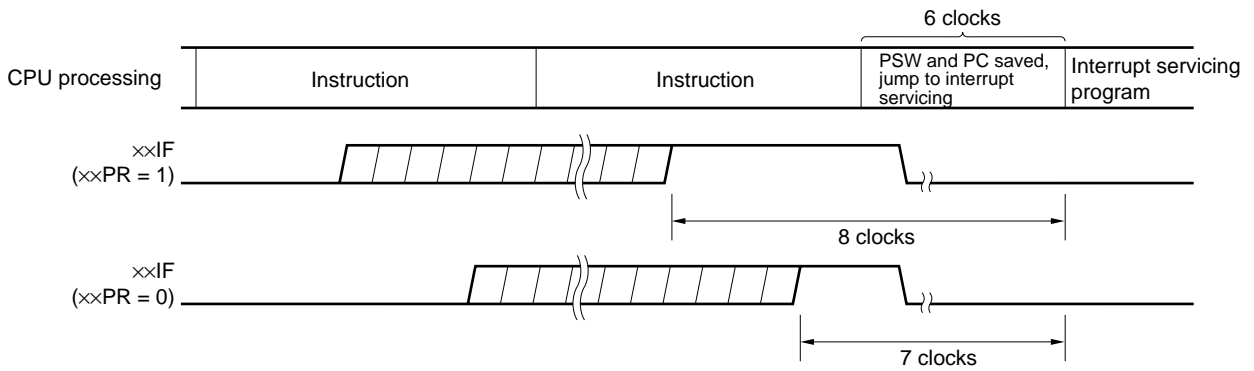 6 clocks
CPU processing
Instruction
Instruction
PSW and PC saved,
jump to interrupt
servicing
Interrupt servicing
program
××IF
(××PR = 1)
8 clocks
××IF
(××PR = 0)
7 clocks